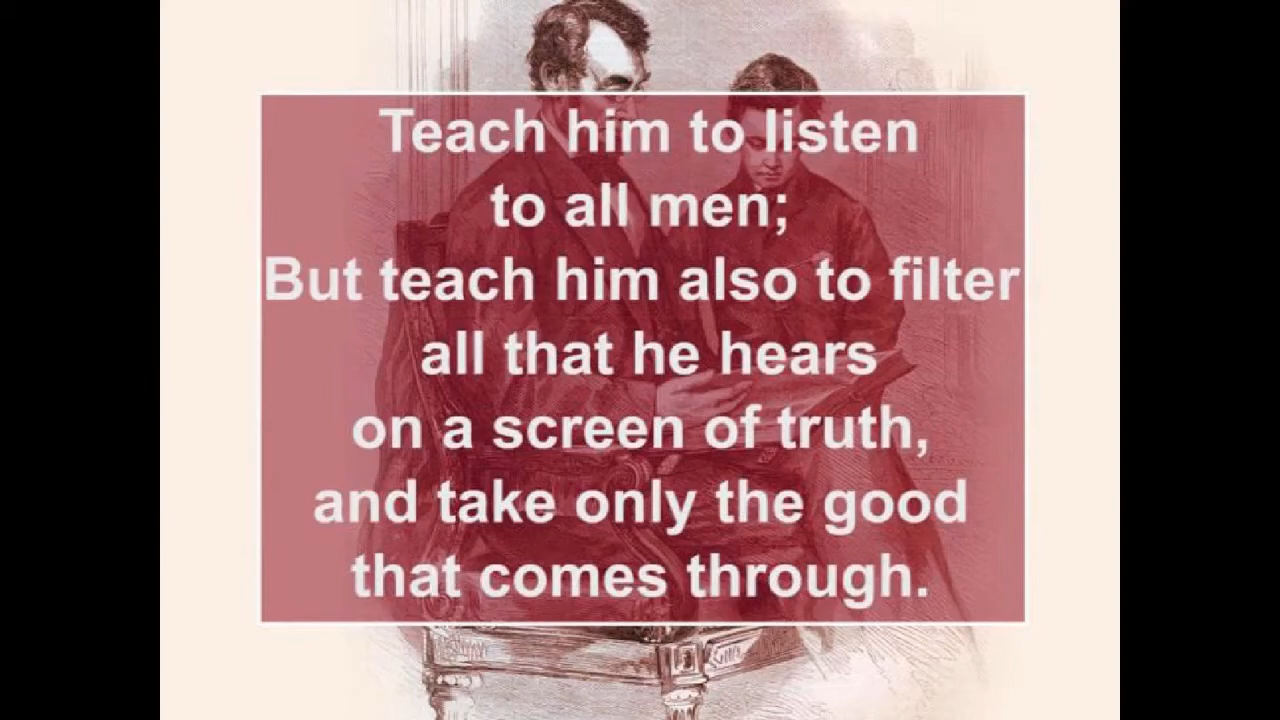 Teach him to listen
to all men;
But teach him also to filter
all that he hears
on a screen of truth,
and take only the good
that comes through.